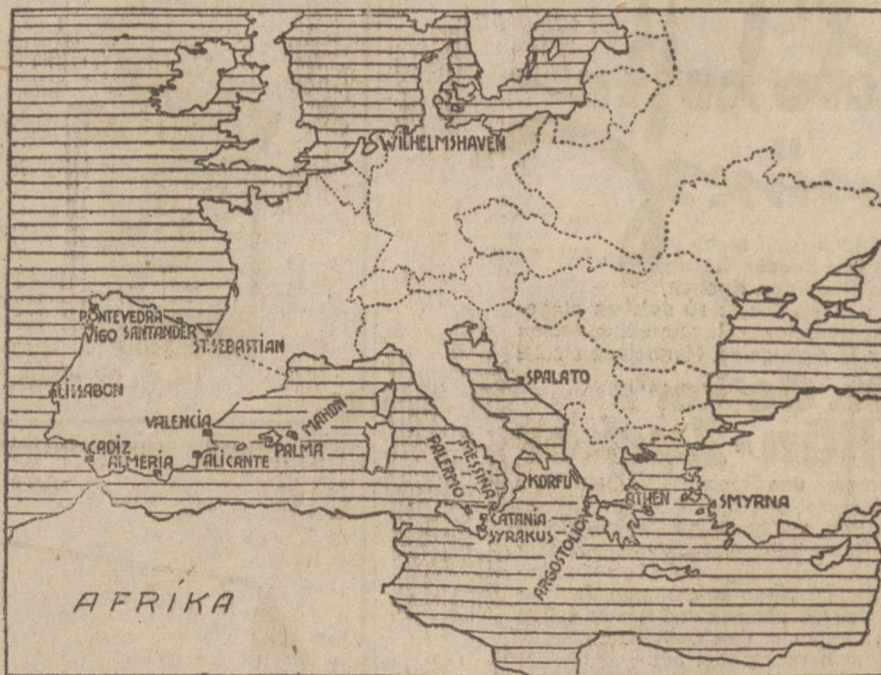 WILHELMSHAVEN
PONTEVEDRA
VIGO SANTANDER
ST.SEBASTIAN
LISSABON
SPALATO
VALENCIA
MAHON
PALMA
CADIZ
ALMERIA
ALICANTE
PALERMO
MESSINA
KORFU
ATHEN
SMYRNA
CATANIA
SYRAKUS
ARGOSTOLION
AFRIKA